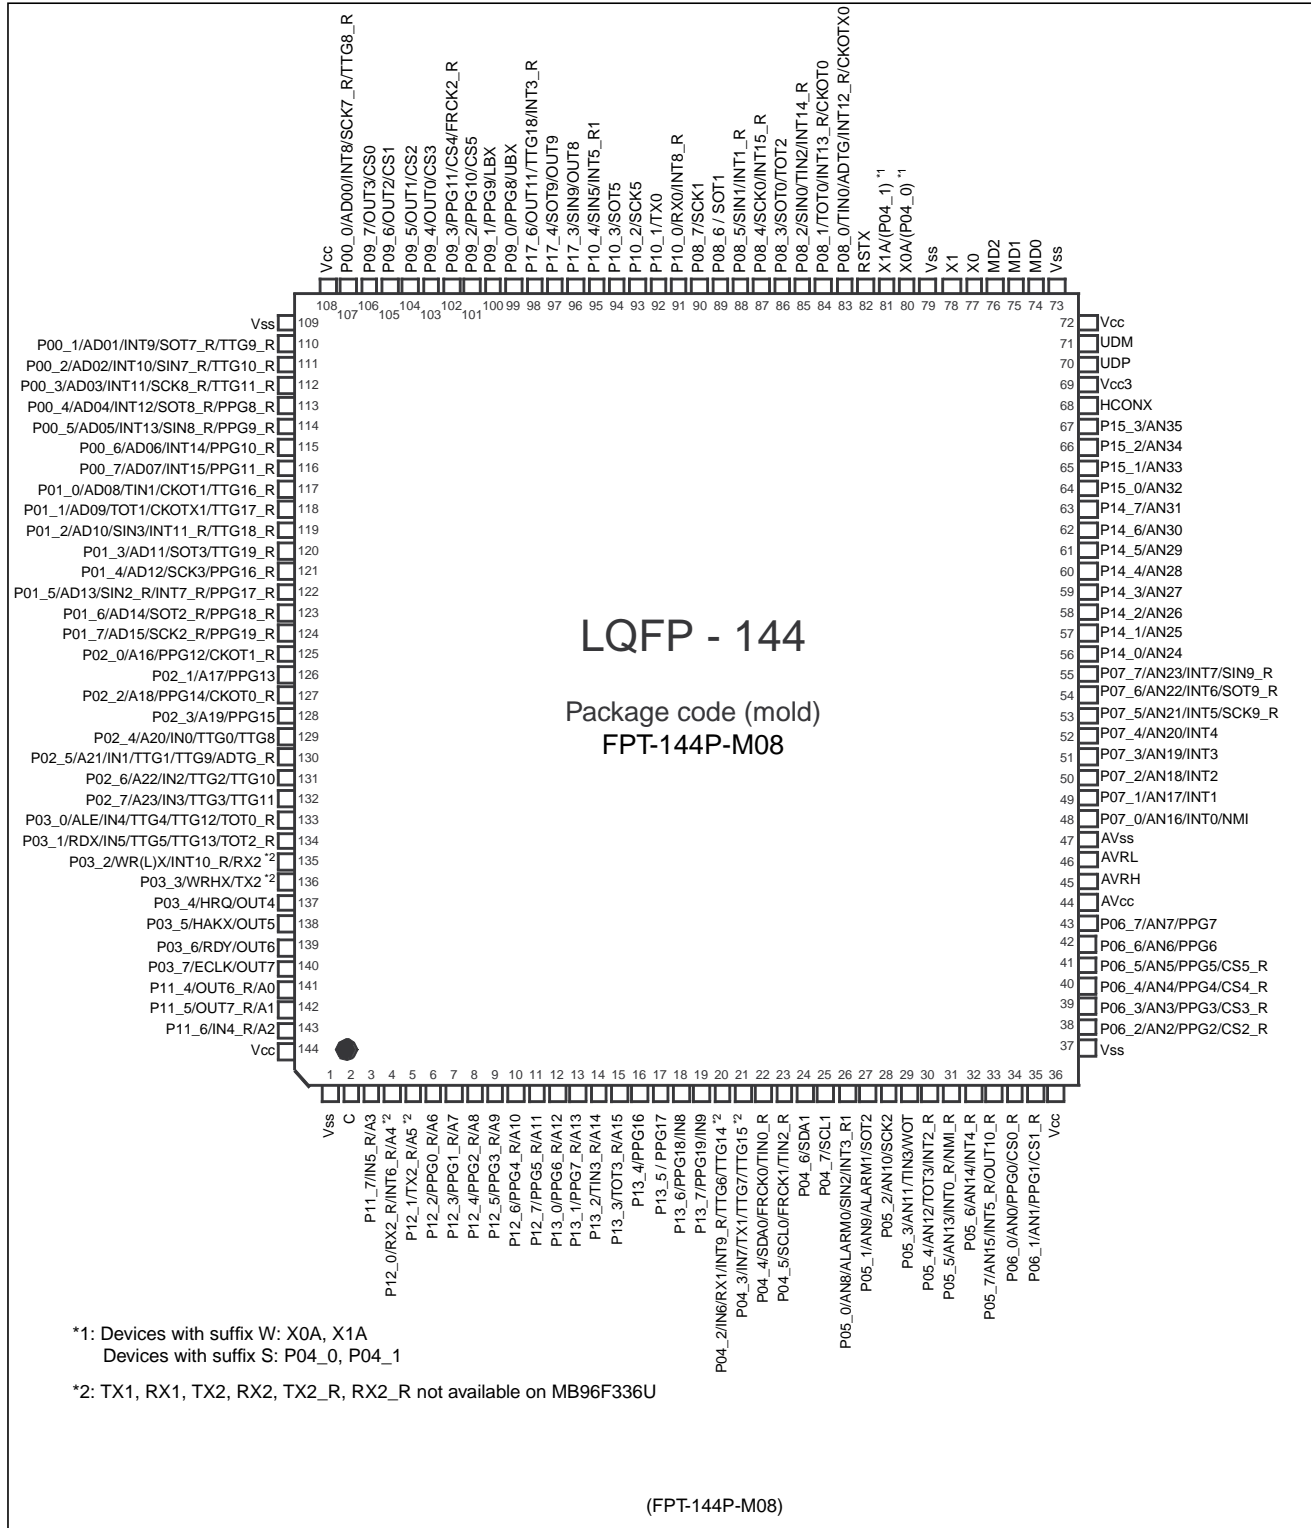 Vcc
P00_0/AD00/INT8/SCK7_R/TTG8_R
P09_7/OUT3/CS0
P09_6/OUT2/CS1
P09_5/OUT1/CS2
P09_4/OUT0/CS3
P09_3/PPG11/CS4/FRCK2_R
P09_2/PPG10/CS5
P09_1/PPG9/LBX
P09_0/PPG8/UBX
P17_6/OUT11/TTG18/INT3_R
P17_4/SOT9/OUT9
P17_3/SIN9/OUT8
P10_4/SIN5/INT5_R1
P10_3/SOT5
P10_2/SCK5
P10_1/TX0
P10_0/RX0/INT8_R
P08_7/SCK1
P08_6 / SOT1
P08_5/SIN1/INT1_R
P08_4/SCK0/INT15_R
P08_3/SOT0/TOT2
P08_2/SIN0/TIN2/INT14_R
P08_1/TOT0/INT13_R/CKOT0
P08_0/TIN0/ADTG/INT12_R/CKOTX0
RSTX
X1A/(P04_1) *1
X0A/(P04_0) *1
Vss
X1
X0
MD2
MD1
MD0
Vss
108 107 106 105 104 103 102 101 100 99 98 97 96 95 94 93 92 91 90 89 88 87 86 85 84 83 82 81 80 79 78 77 76 75 74 73
Vss 109
P00_1/AD01/INT9/SOT7_R/TTG9_R 110
P00_2/AD02/INT10/SIN7_R/TTG10_R 111
P00_3/AD03/INT11/SCK8_R/TTG11_R 112
P00_4/AD04/INT12/SOT8_R/PPG8_R 113
P00_5/AD05/INT13/SIN8_R/PPG9_R 114
P00_6/AD06/INT14/PPG10_R 115
P00_7/AD07/INT15/PPG11_R 116
P01_0/AD08/TIN1/CKOT1/TTG16_R 117
P01_1/AD09/TOT1/CKOTX1/TTG17_R 118
P01_2/AD10/SIN3/INT11_R/TTG18_R 119
P01_3/AD11/SOT3/TTG19_R 120
P01_4/AD12/SCK3/PPG16_R 121
P01_5/AD13/SIN2_R/INT7_R/PPG17_R 122
P01_6/AD14/SOT2_R/PPG18_R 123
P01_7/AD15/SCK2_R/PPG19_R 124
P02_0/A16/PPG12/CKOT1_R 125
P02_1/A17/PPG13 126
P02_2/A18/PPG14/CKOT0_R 127
P02_3/A19/PPG15 128
P02_4/A20/IN0/TTG0/TTG8 129
P02_5/A21/IN1/TTG1/TTG9/ADTG_R 130
P02_6/A22/IN2/TTG2/TTG10 131
P02_7/A23/IN3/TTG3/TTG11 132
P03_0/ALE/IN4/TTG4/TTG12/TOT0_R 133
P03_1/RDX/IN5/TTG5/TTG13/TOT2_R 134
P03_2/WR(L)X/INT10_R/RX2 *2 135
P03_3/WRHX/TX2 *2 136
P03_4/HRQ/OUT4 137
P03_5/HAKX/OUT5 138
P03_6/RDY/OUT6 139
P03_7/ECLK/OUT7 140
P11_4/OUT6_R/A0 141
P11_5/OUT7_R/A1 142
P11_6/IN4_R/A2 143
Vcc 144
LQFP - 144
Package code (mold)
FPT-144P-M08
72 Vcc
71 UDM
70 UDP
69 Vcc3
68 HCONX
67 P15_3/AN35
66 P15_2/AN34
65 P15_1/AN33
64 P15_0/AN32
63 P14_7/AN31
62 P14_6/AN30
61 P14_5/AN29
60 P14_4/AN28
59 P14_3/AN27
58 P14_2/AN26
57 P14_1/AN25
56 P14_0/AN24
55 P07_7/AN23/INT7/SIN9_R
54 P07_6/AN22/INT6/SOT9_R
53 P07_5/AN21/INT5/SCK9_R
52 P07_4/AN20/INT4
51 P07_3/AN19/INT3
50 P07_2/AN18/INT2
49 P07_1/AN17/INT1
48 P07_0/AN16/INT0/NMI
47 AVss
46 AVRL
45 AVRH
44 AVcc
43 P06_7/AN7/PPG7
42 P06_6/AN6/PPG6
41 P06_5/AN5/PPG5/CS5_R
40 P06_4/AN4/PPG4/CS4_R
39 P06_3/AN3/PPG3/CS3_R
38 P06_2/AN2/PPG2/CS2_R
37 Vss
1 2 3 4 5 6 7 8 9 10 11 12 13 14 15 16 17 18 19 20 21 22 23 24 25 26 27 28 29 30 31 32 33 34 35 36
Vss
C
P11_7/IN5_R/A3
P12_0/RX2_R/INT6_R/A4 *2
P12_1/TX2_R/A5 *2
P12_2/PPG0_R/A6
P12_3/PPG1_R/A7
P12_4/PPG2_R/A8
P12_5/PPG3_R/A9
P12_6/PPG4_R/A10
P12_7/PPG5_R/A11
P13_0/PPG6_R/A12
P13_1/PPG7_R/A13
P13_2/TIN3_R/A14
P13_3/TOT3_R/A15
P13_4/PPG16
P13_5 / PPG17
P13_6/PPG18/IN8
P13_7/PPG19/IN9
P04_2/IN6/RX1/INT9_R/TTG6/TTG14 *2
P04_3/IN7/TX1/TTG7/TTG15 *2
P04_4/SDA0/FRCK0/TIN0_R
P04_5/SCL0/FRCK1/TIN2_R
P04_6/SDA1
P04_7/SCL1
P05_0/AN8/ALARM0/SIN2/INT3_R1
P05_1/AN9/ALARM1/SOT2
P05_2/AN10/SCK2
P05_3/AN11/TIN3/WOT
P05_4/AN12/TOT3/INT2_R
P05_5/AN13/INT0_R/NMI_R
P05_6/AN14/INT4_R
P05_7/AN15/INT5_R/OUT10_R
P06_0/AN0/PPG0/CS0_R
P06_1/AN1/PPG1/CS1_R
Vcc
*1: Devices with suffix W: X0A, X1A
Devices with suffix S: P04_0, P04_1
*2: TX1, RX1, TX2, RX2, TX2_R, RX2_R not available on MB96F336U
(FPT-144P-M08)